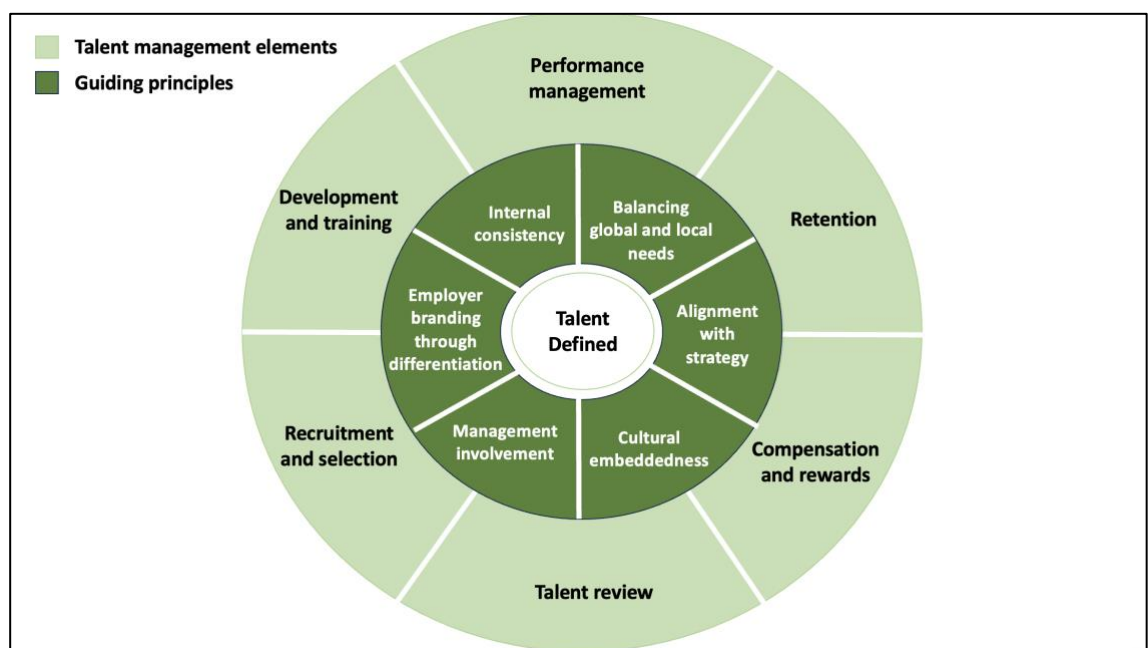 Talent management elements
Guiding principles
Performance
management
Development
and training
Retention
Internal
consistency
Balancing
global and local
needs
Employer
branding
through
differentiation
Talent
Defined
Alignment
with
strategy
Recruitment
and selection
Management
involvement
Cultural
embeddedness
Compensation
and rewards
Talent review